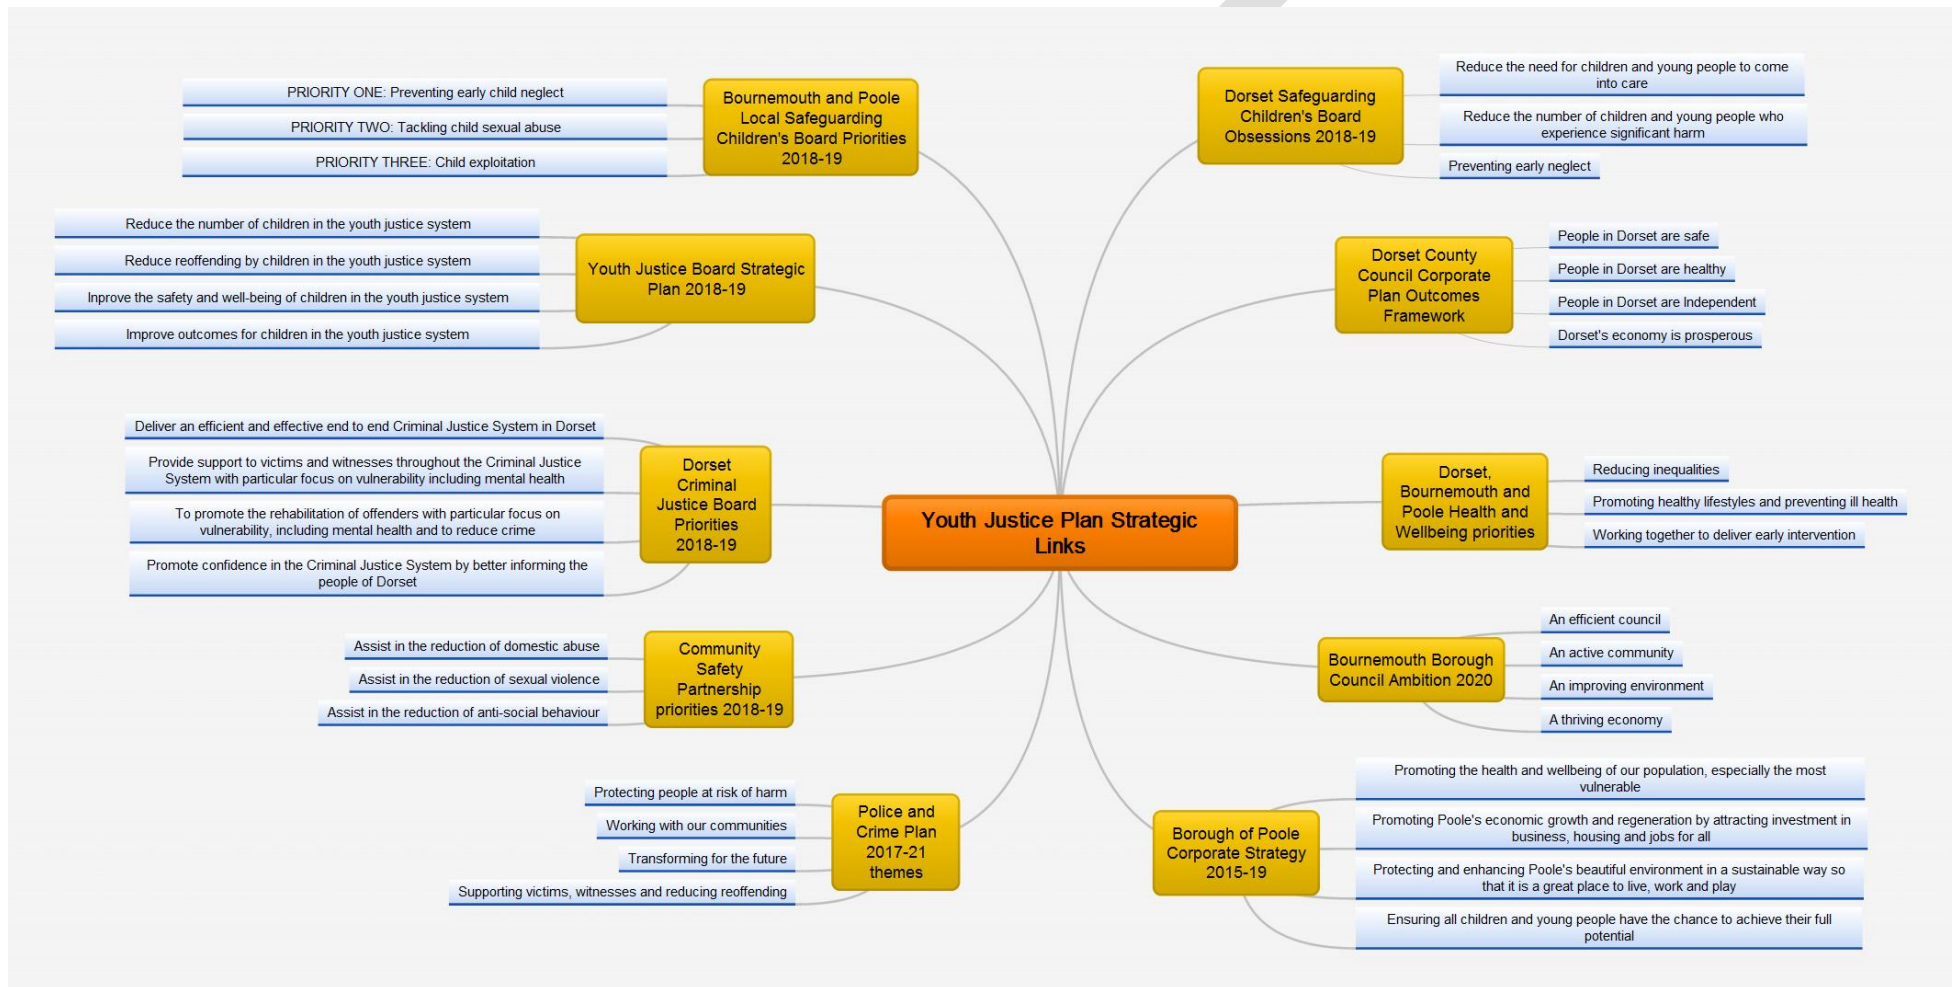 Bournemouth and Poole
Local Safeguarding
Children's Board Priorities
2018-19
PRIORITY ONE: Preventing early child neglect
PRIORITY TWO: Tackling child sexual abuse
PRIORITY THREE: Child exploitation
Youth Justice Board Strategic
Plan 2018-19
Reduce the number of children in the youth justice system
Reduce reoffending by children in the youth justice system
Inprove the safety and well-being of children in the youth justice system
Improve outcomes for children in the youth justice system
Dorset
Criminal
Justice Board
Priorities
2018-19
Deliver an efficient and effective end to end Criminal Justice System in Dorset
Provide support to victims and witnesses throughout the Criminal Justice
System with particular focus on vulnerability including mental health
To promote the rehabilitation of offenders with particular focus on
vulnerability, including mental health and to reduce crime
Promote confidence in the Criminal Justice System by better informing the
people of Dorset
Community
Safety
Partnership
priorities 2018-19
Assist in the reduction of domestic abuse
Assist in the reduction of sexual violence
Assist in the reduction of anti-social behaviour
Police and
Crime Plan
2017-21
themes
Protecting people at risk of harm
Working with our communities
Transforming for the future
Supporting victims, witnesses and reducing reoffending
Youth Justice Plan Strategic
Links
Dorset Safeguarding
Children's Board
Obsessions 2018-19
Reduce the need for children and young people to come
into care
Reduce the number of children and young people who
experience significant harm
Preventing early neglect
Dorset County
Council Corporate
Plan Outcomes
Framework
People in Dorset are safe
People in Dorset are healthy
People in Dorset are Independent
Dorset's economy is prosperous
Dorset,
Bournemouth and
Poole Health and
Wellbeing priorities
Reducing inequalities
Promoting healthy lifestyles and preventing ill health
Working together to deliver early intervention
Bournemouth Borough
Council Ambition 2020
An efficient council
An active community
An improving environment
A thriving economy
Borough of Poole
Corporate Strategy
2015-19
Promoting the health and wellbeing of our population, especially the most
vulnerable
Promoting Poole's economic growth and regeneration by attracting investment in
business, housing and jobs for all
Protecting and enhancing Poole's beautiful environment in a sustainable way so
that it is a great place to live, work and play
Ensuring all children and young people have the chance to achieve their full
potential